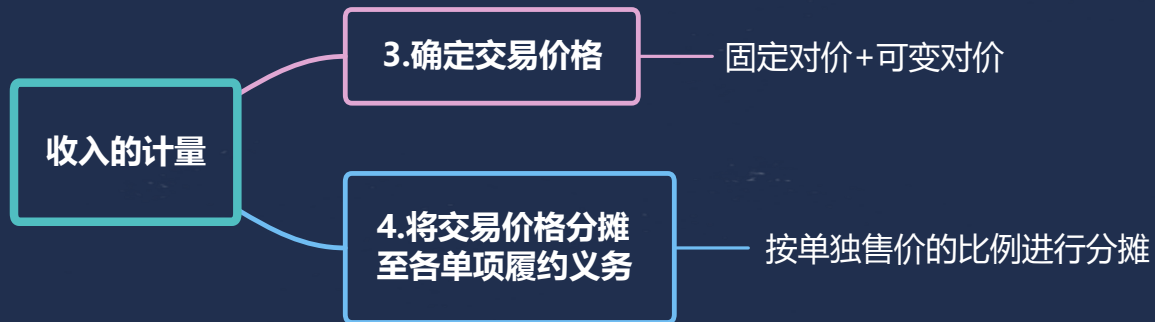 3.确定交易价格
固定对价+可变对价
收入的计量
4.将交易价格分摊
至各单项履约义务
按单独售价的比例进行分摊